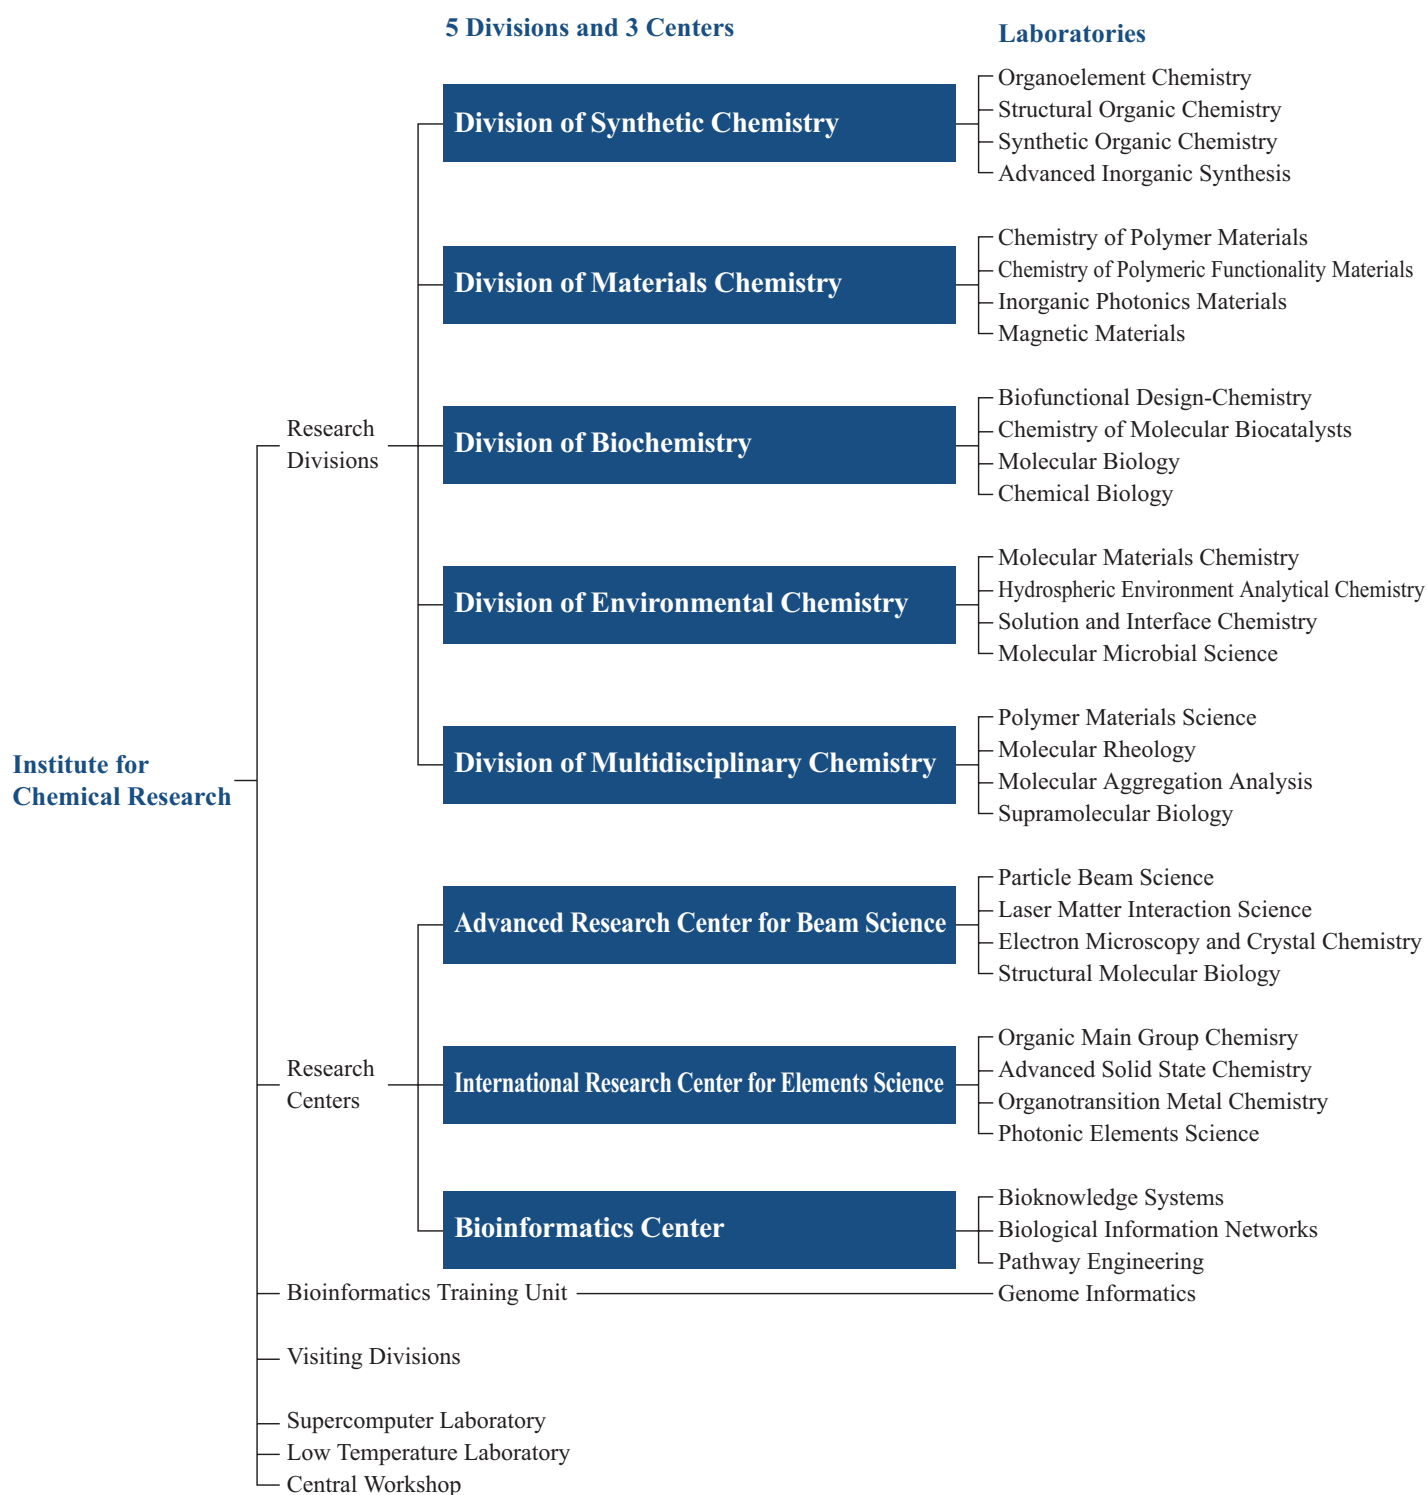 5 Divisions and 3 Centers
Laboratories
Division of Synthetic Chemistry
Organoelement Chemistry
Structural Organic Chemistry
Synthetic Organic Chemistry
Advanced Inorganic Synthesis
Division of Materials Chemistry
Chemistry of Polymer Materials
Chemistry of Polymeric Functionality Materials
Inorganic Photonics Materials
Magnetic Materials
Research
Divisions
Division of Biochemistry
Biofunctional Design-Chemistry
Chemistry of Molecular Biocatalysts
Molecular Biology
Chemical Biology
Division of Environmental Chemistry
Molecular Materials Chemistry
Hydrospheric Environment Analytical Chemistry
Solution and Interface Chemistry
Molecular Microbial Science
Institute for
Chemical Research
Division of Multidisciplinary Chemistry
Polymer Materials Science
Molecular Rheology
Molecular Aggregation Analysis
Supramolecular Biology
Advanced Research Center for Beam Science
Particle Beam Science
Laser Matter Interaction Science
Electron Microscopy and Crystal Chemistry
Structural Molecular Biology
Research
Centers
International Research Center for Elements Science
Organic Main Group Chemisry
Advanced Solid State Chemistry
Organotransition Metal Chemistry
Photonic Elements Science
Bioinformatics Center
Bioknowledge Systems
Biological Information Networks
Pathway Engineering
Bioinformatics Training Unit
Genome Informatics
Visiting Divisions
Supercomputer Laboratory
Low Temperature Laboratory
Central Workshop